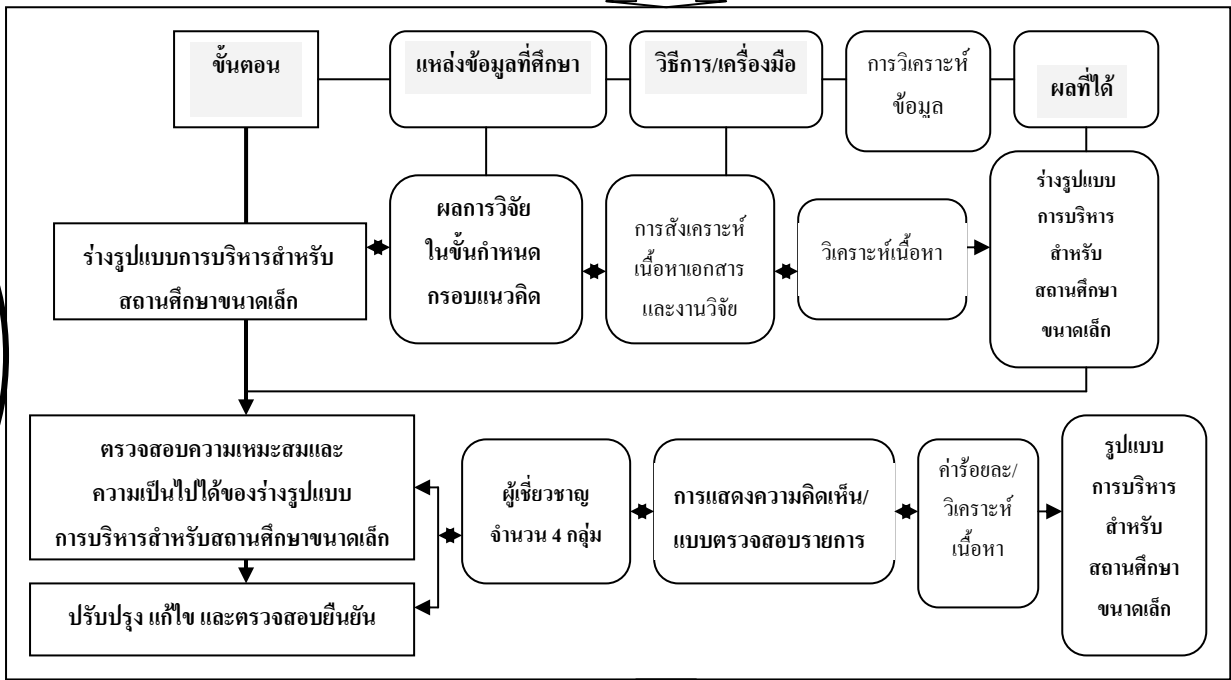 ขั้นตอน
แหล่งข้อมูลที่ศึกษา
วิธีการ/เครื่องมือ
การวิเคราะห์
ข้อมูล
ผลที่ได้
ร่างรูปแบบการบริหารสำหรับ
สถานศึกษาขนาดเล็ก
ผลการวิจัย
ในขั้นกำหนด
กรอบแนวคิด
การสังเคราะห์
เนื้อหาเอกสาร
และงานวิจัย
วิเคราะห์เนื้อหา
ร่างรูปแบบ
การบริหาร
สำหรับ
สถานศึกษา
ขนาดเล็ก
ตรวจสอบความเหมะสมและ
ความเป็นไปได้ของร่างรูปแบบ
การบริหารสำหรับสถานศึกษาขนาดเล็ก
ผู้เชี่ยวชาญ
จำนวน 4 กลุ่ม
การแสดงความคิดเห็น/
แบบตรวจสอบรายการ
ค่าร้อยละ/
วิเคราะห์
เนื้อหา
รูปแบบ
การบริหาร
สำหรับ
สถานศึกษา
ขนาดเล็ก
ปรับปรุง แก้ไข และตรวจสอบยืนยัน